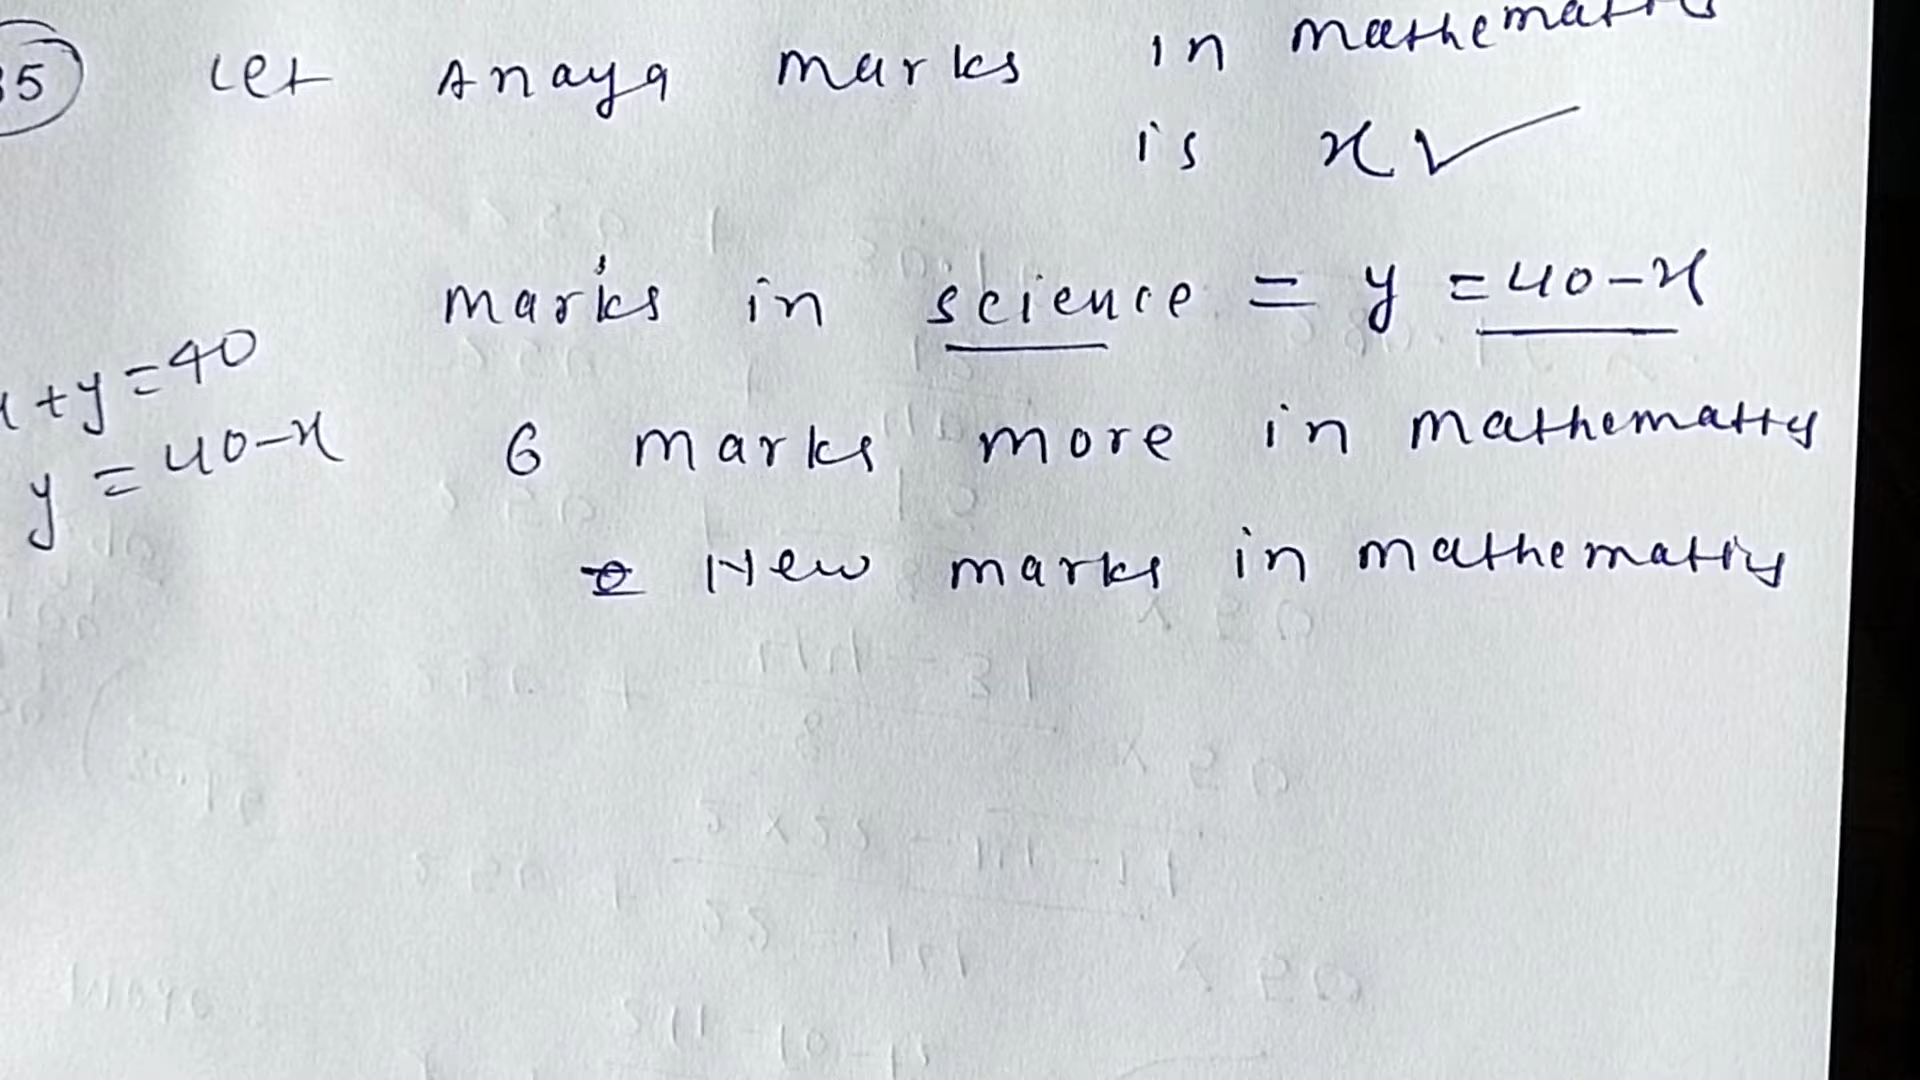 35 Let Anaya marks in mathematics
is x ✓
marks in science = y = 40-x
x+y=40
y = 40-x
6 marks more in mathematics
New marks in mathematics